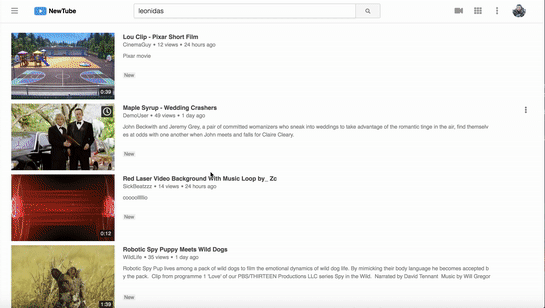 NewTube
leonidas
Lou Clip - Pixar Short Film
CinemaGuy • 12 views • 24 hours ago
Pixar movie
New
0:39
Maple Syrup - Wedding Crashers
DemoUser • 49 views • 1 day ago
John Beckwith and Jeremy Grey, a pair of committed womanizers who sneak into weddings to take advantage of the romantic tinge in the air, find themselv
es at odds with one another when John meets and falls for Claire Cleary.
New
Red Laser Video Background With Music Loop by_ Zc
SickBeatzzz • 14 views • 24 hours ago
New
0:12
Robotic Spy Puppy Meets Wild Dogs
WildLife • 35 views • 1 day ago
Robotic Spy Pup lives among a pack of wild dogs to film the emotional dynamics of wild dog life. By mimicking their body language he becomes accepted b
y the pack. Clip from programme 1 'Love' of our PBS/THIRTEEN Productions LLC series Spy in the Wild. Narrated by David Tennant Music by Will Gregor
New
1:39